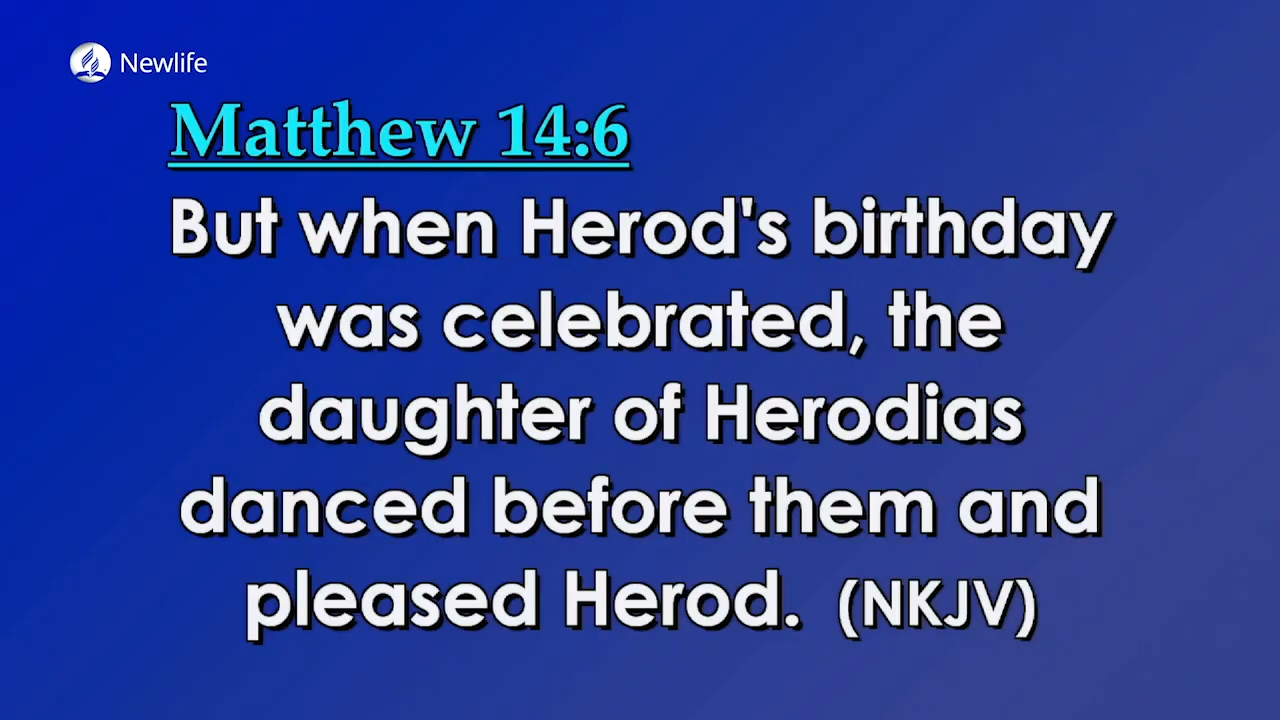 Newlife
Matthew 14:6
But when Herod's birthday
was celebrated, the
daughter of Herodias
danced before them and
pleased Herod. (NKJV)